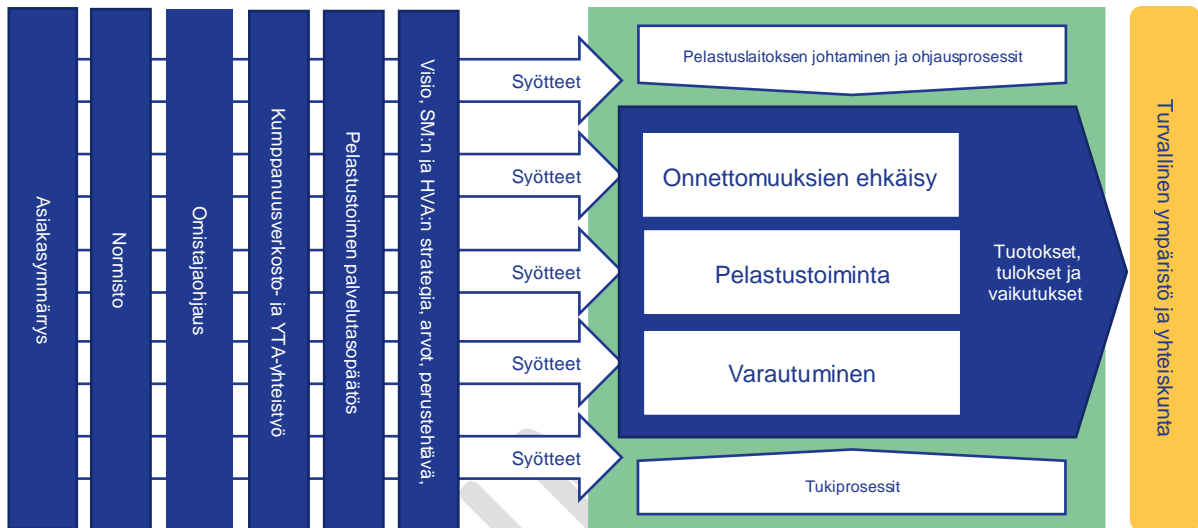 Asiakasymmärrys
Normisto
Omistajaohjaus
Kumppanuusverkosto- ja YTA-yhteistyö
Pelastustoimen palvelutasopäätös
Visio, SM:n ja HVA:n strategia, arvot, perustehtävä,
Syötteet
Syötteet
Syötteet
Syötteet
Syötteet
Pelastuslaitoksen johtaminen ja ohjausprosessit
Onnettomuuksien ehkäisy
Pelastustoiminta
Varautuminen
Tuotokset,
tulokset ja
vaikutukset
Tukiprosessit
Turvallinen ympäristö ja yhteiskunta